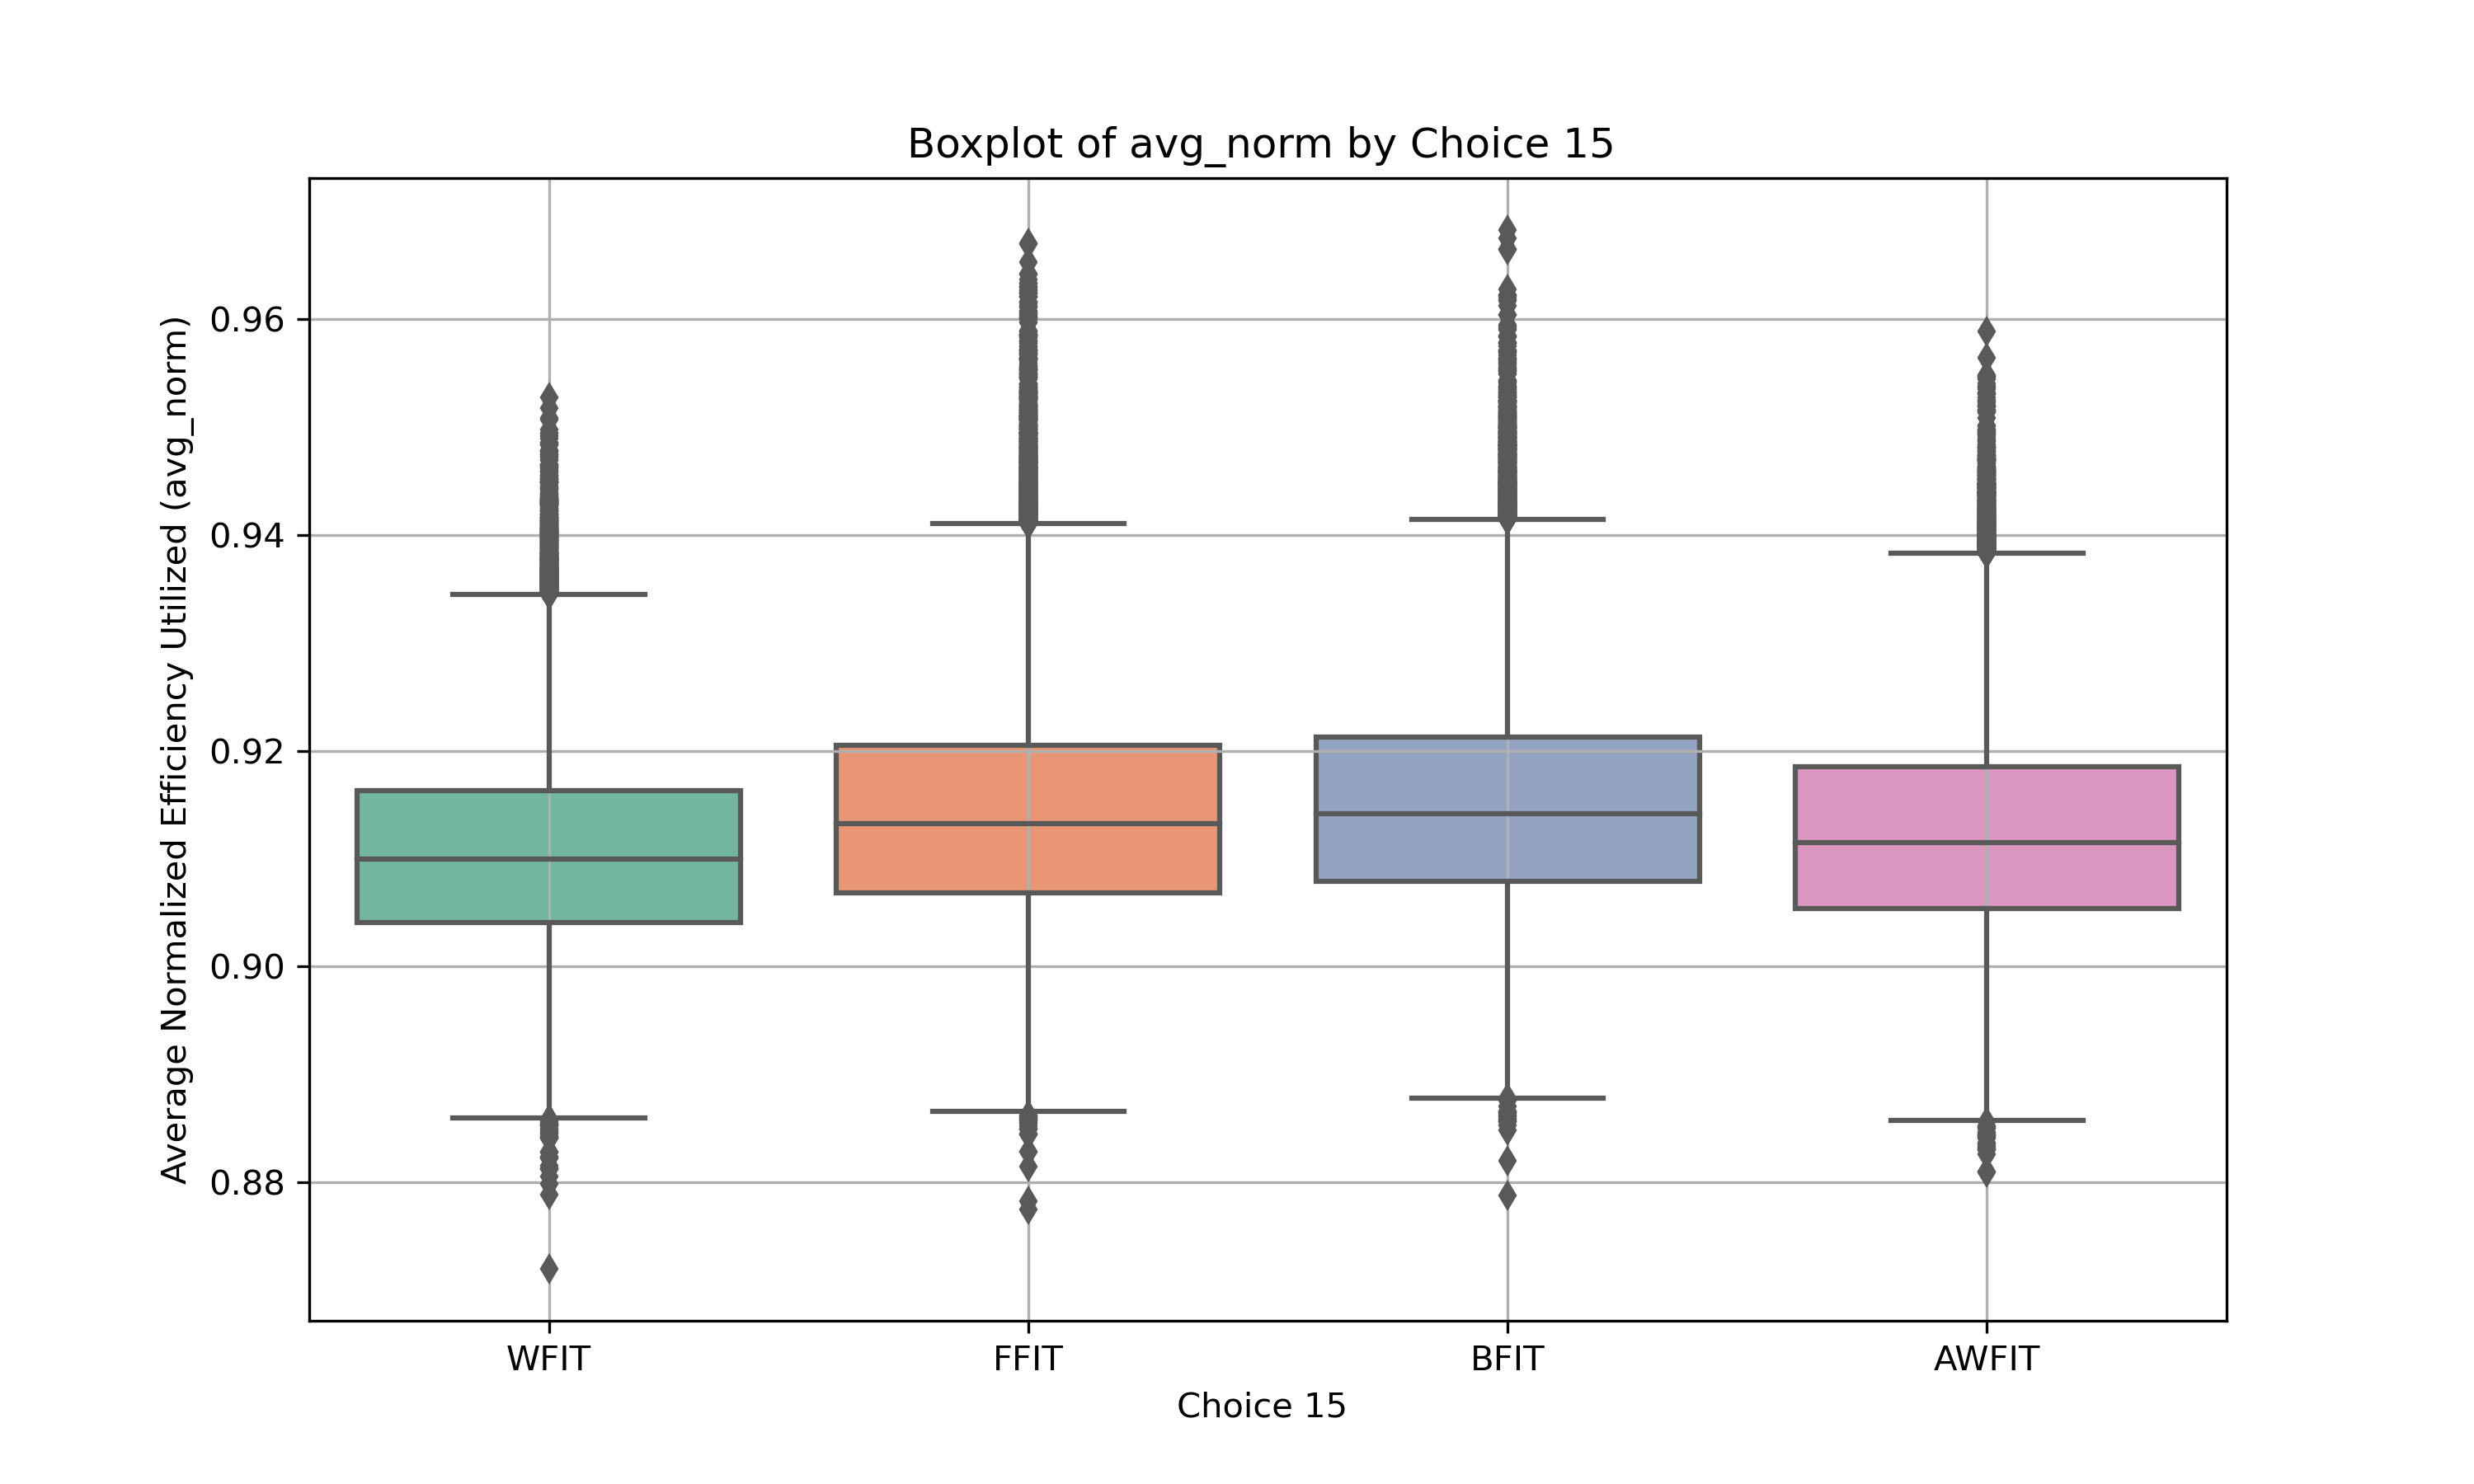 Boxplot of avg_norm by Choice 15
Average Normalized Efficiency Utilized (avg_norm)
0.96
0.94
0.92
0.90
0.88
WFIT
FFIT
BFIT
AWFIT
Choice 15